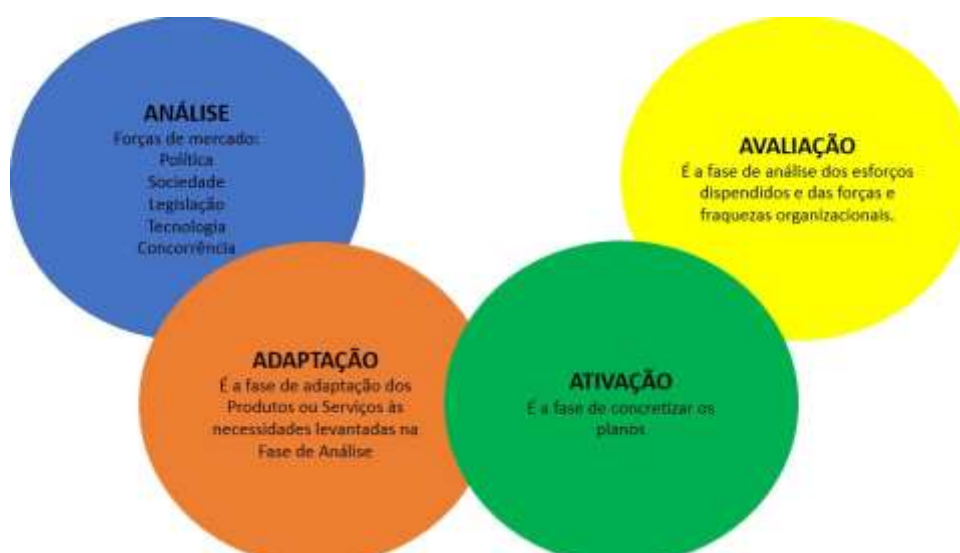 ANÁLISE
Forças de mercado:
Política
Sociedade
Legislação
Tecnologia
Concorrência
ADAPTAÇÃO
É a fase de adaptação dos
Produtos ou Serviços às
necessidades levantadas na
Fase de Análise
ATIVAÇÃO
É a fase de concretizar os
planos
AVALIAÇÃO
É a fase de análise dos esforços
dispendidos e das forças e
fraquezas organizacionais.